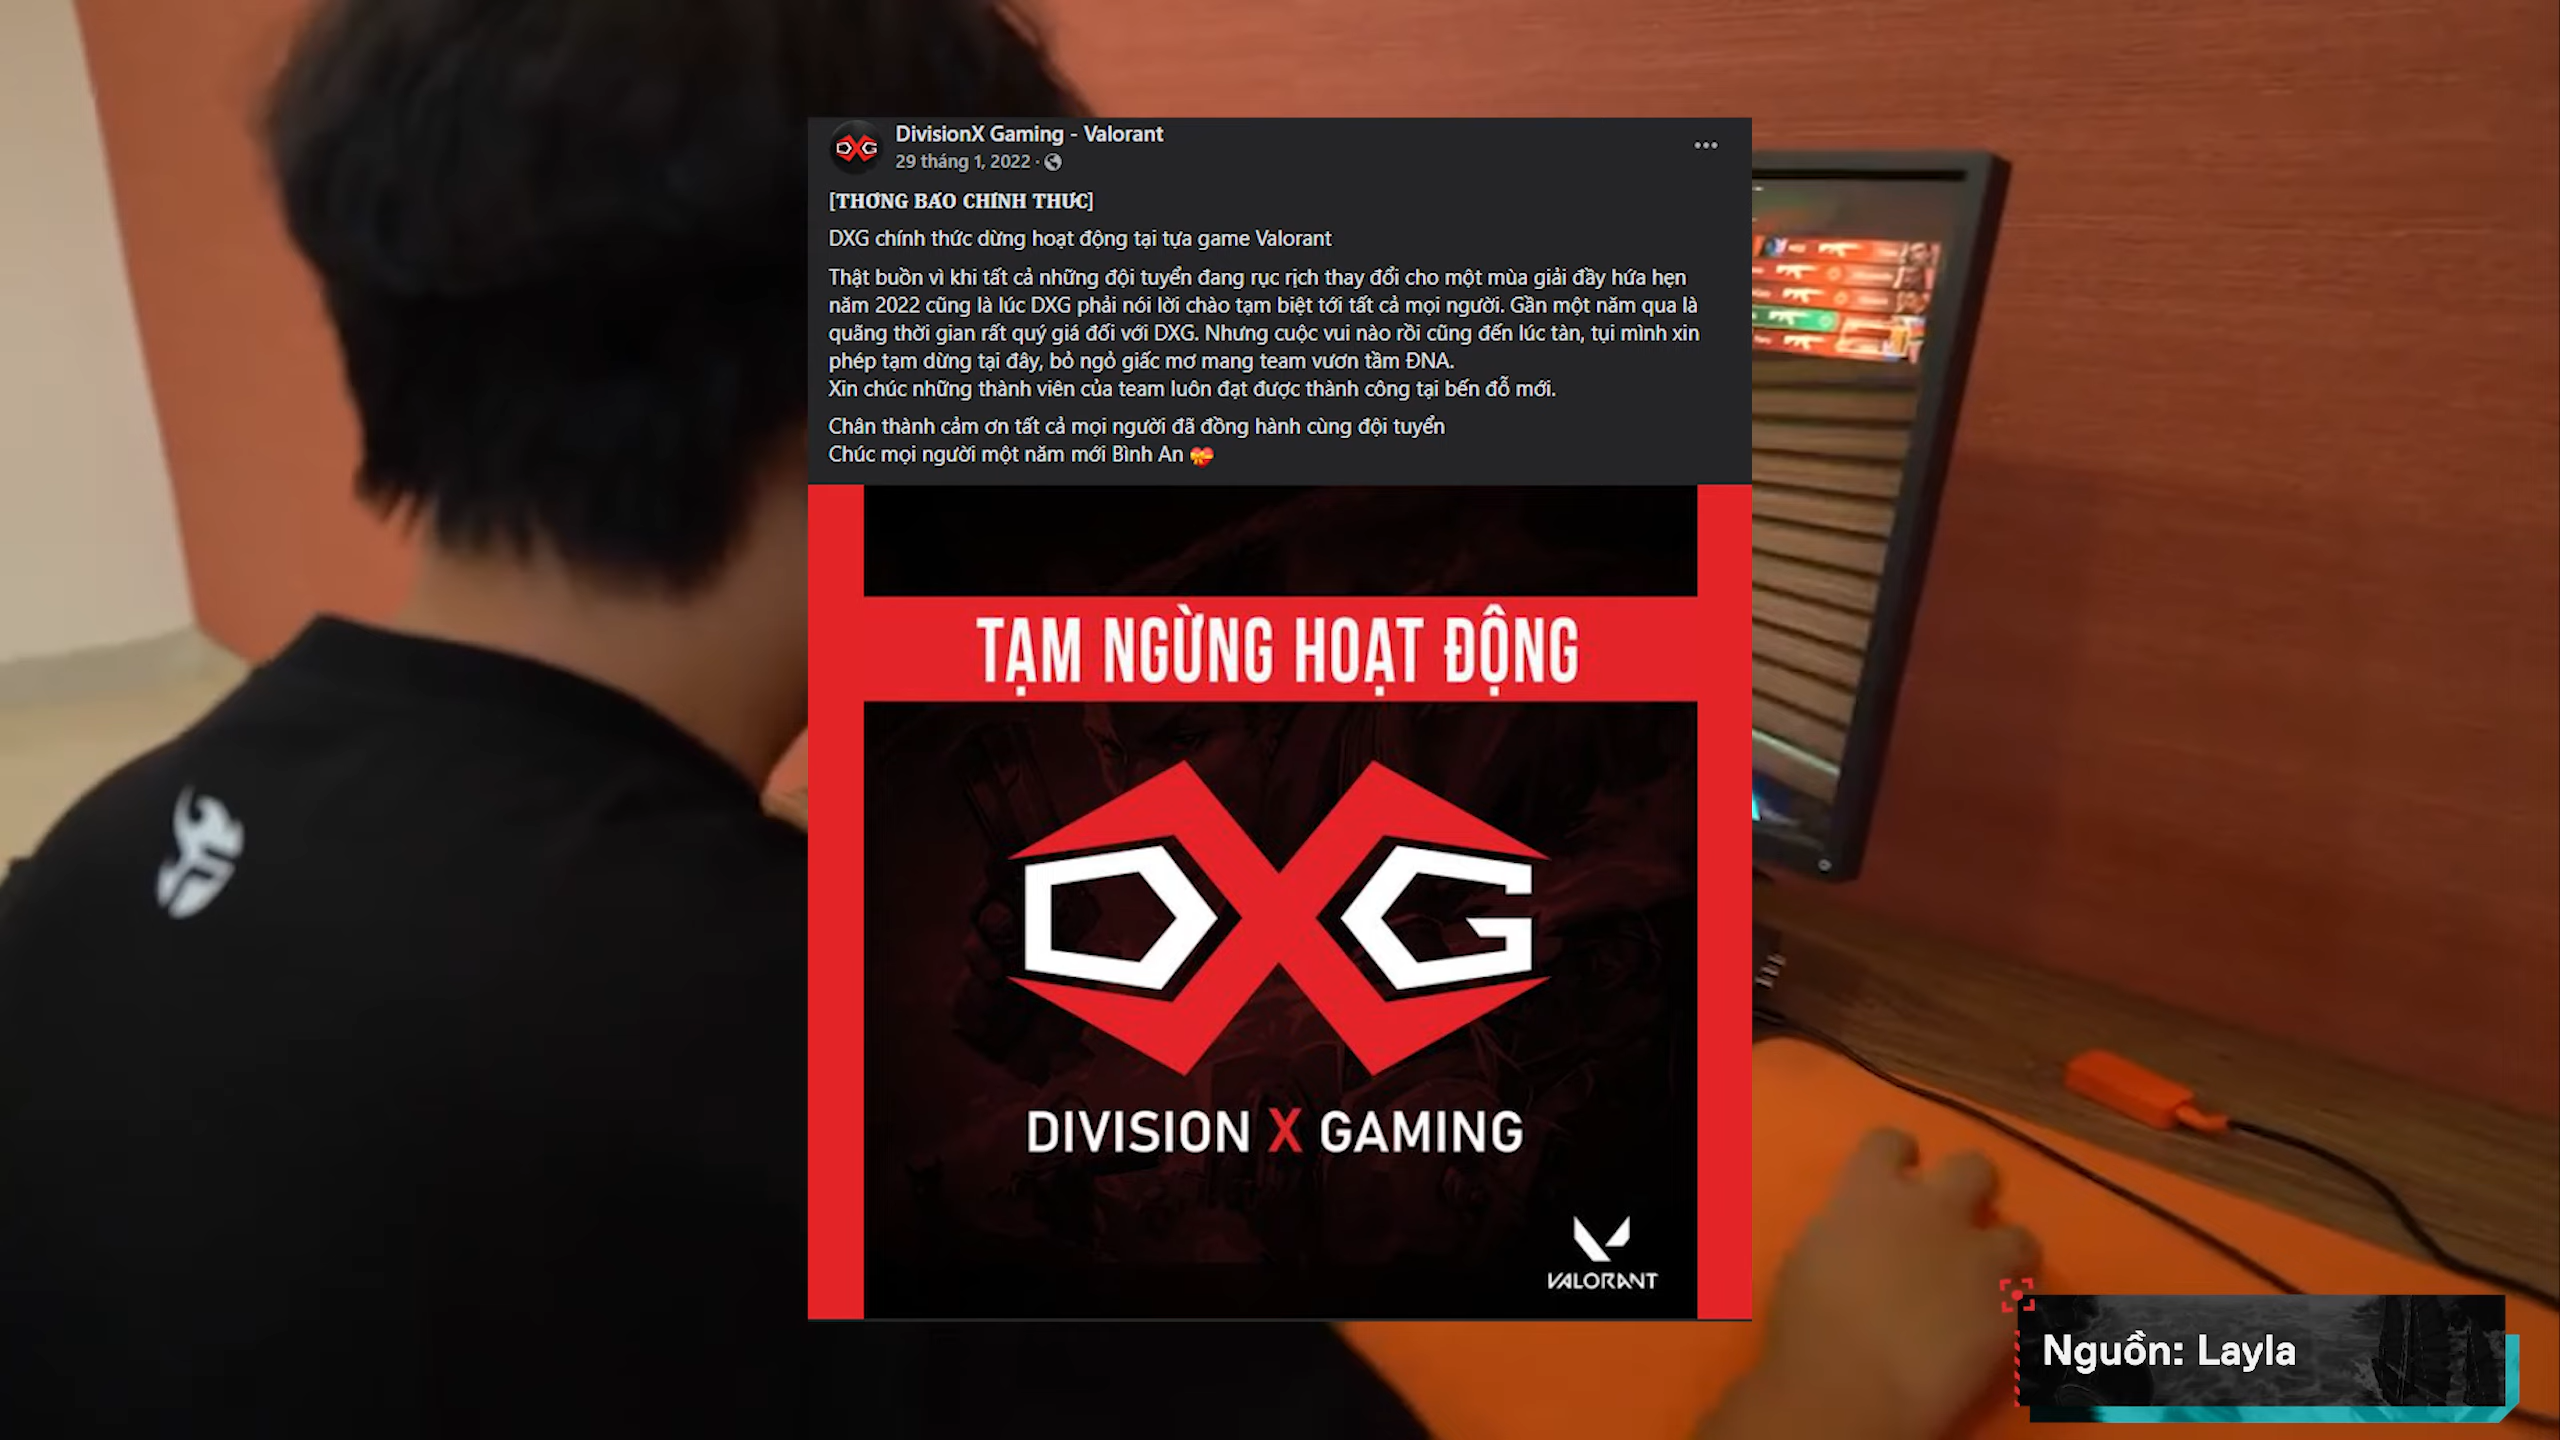 DXG
DivisionX Gaming - Valorant
29 tháng 1, 2022 ·
[THÔNG BÁO CHÍNH THỨC]
DXG chính thức dừng hoạt động tại tựa game Valorant
Thật buồn vì khi tất cả những đội tuyển đang rục rịch thay đổi cho một mùa giải đầy hứa hẹn
năm 2022 cũng là lúc DXG phải nói lời chào tạm biệt tới tất cả mọi người. Gần một năm qua là
quãng thời gian rất quý giá đối với DXG. Nhưng cuộc vui nào rồi cũng đến lúc tàn, tụi mình xin
phép tạm dừng tại đây, bỏ ngỏ giấc mơ mang team vươn tầm ĐNA.
Xin chúc những thành viên của team luôn đạt được thành công tại bến đỗ mới.
Chân thành cảm ơn tất cả mọi người đã đồng hành cùng đội tuyển
Chúc mọi người một năm mới Bình An 💝
TẠM NGỪNG HOẠT ĐỘNG
DXG
DIVISION X GAMING
VALORANT
Nguồn: Layla